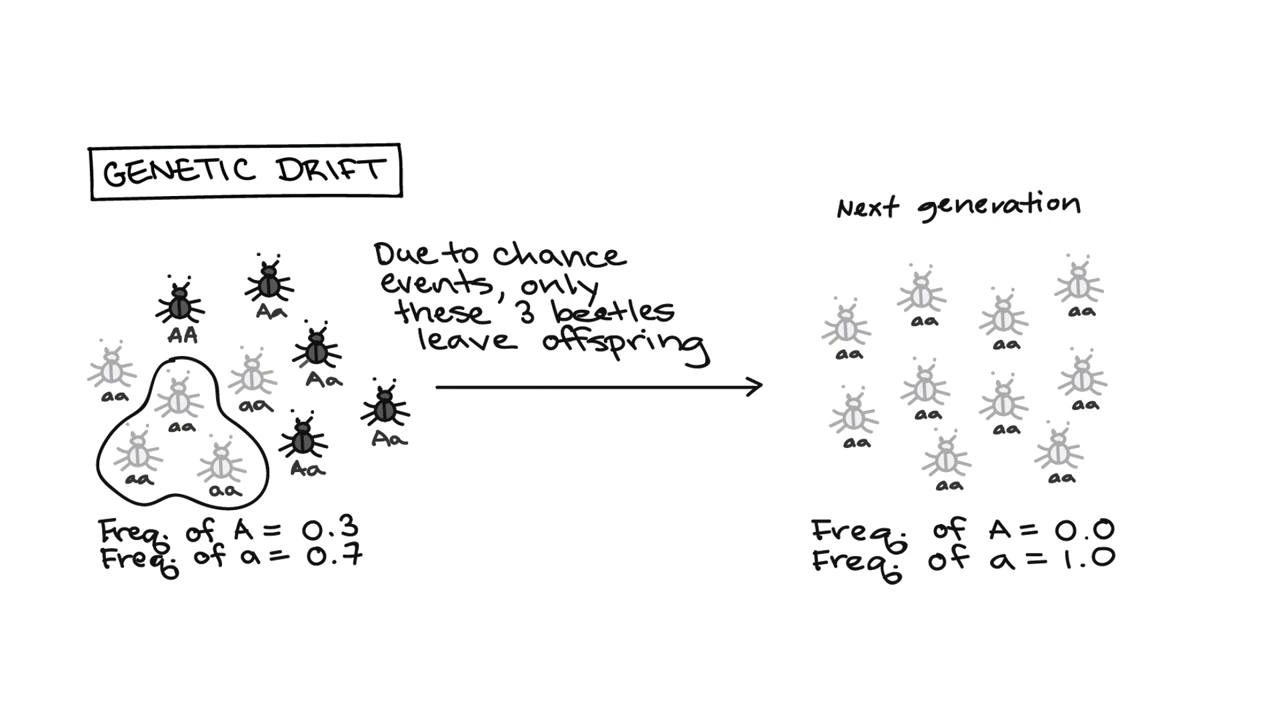 GENETIC DRIFT
Next generation
Due to chance
events, only
these 3 beetles
leave offspring
AA
Aa
Aa
aa
aa
aa
Aa
Aa
aa
aa
Freq. of A = 0.3
Freq. of a = 0.7
aa
aa
aa
aa
aa
aa
aa
aa
aa
aa
Freq. of A = 0.0
Freq. of a = 1.0